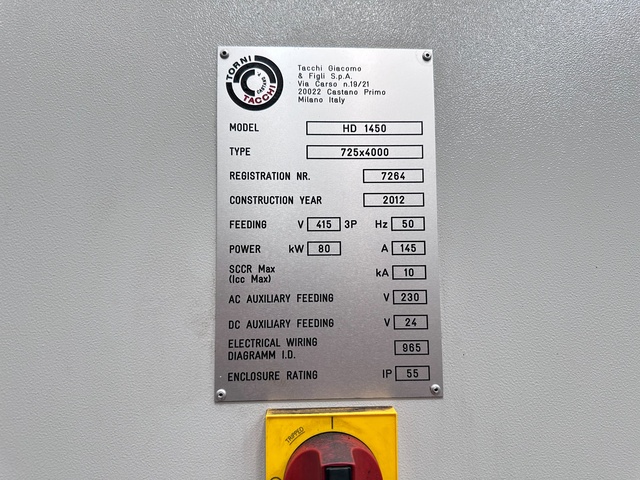 TORNI
TACCHI
Tacchi Giacomo
& Figli S.p.A.
Via Carso n.19/21
20022 Castano Primo
Milano Italy
MODEL HD 1450
TYPE 725x4000
REGISTRATION NR. 7264
CONSTRUCTION YEAR 2012
FEEDING V 415 3P Hz 50
POWER kW 80 A 145
SCCR Max
(Icc Max) kA 10
AC AUXILIARY FEEDING V 230
DC AUXILIARY FEEDING V 24
ELECTRICAL WIRING
DIAGRAMM I.D. 965
ENCLOSURE RATING IP 55
TRIPPED